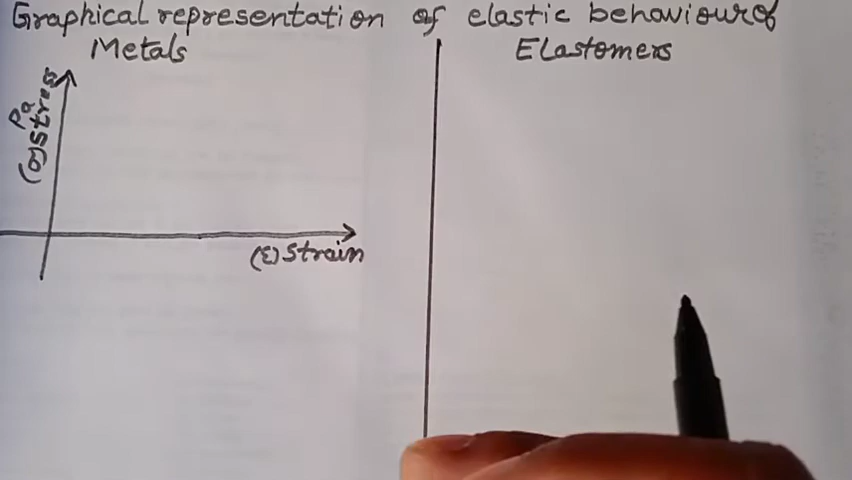 Graphical representation of elastic behaviour of
Metals
Elastomers
(σ) Stress
Pa
(ε) Strain